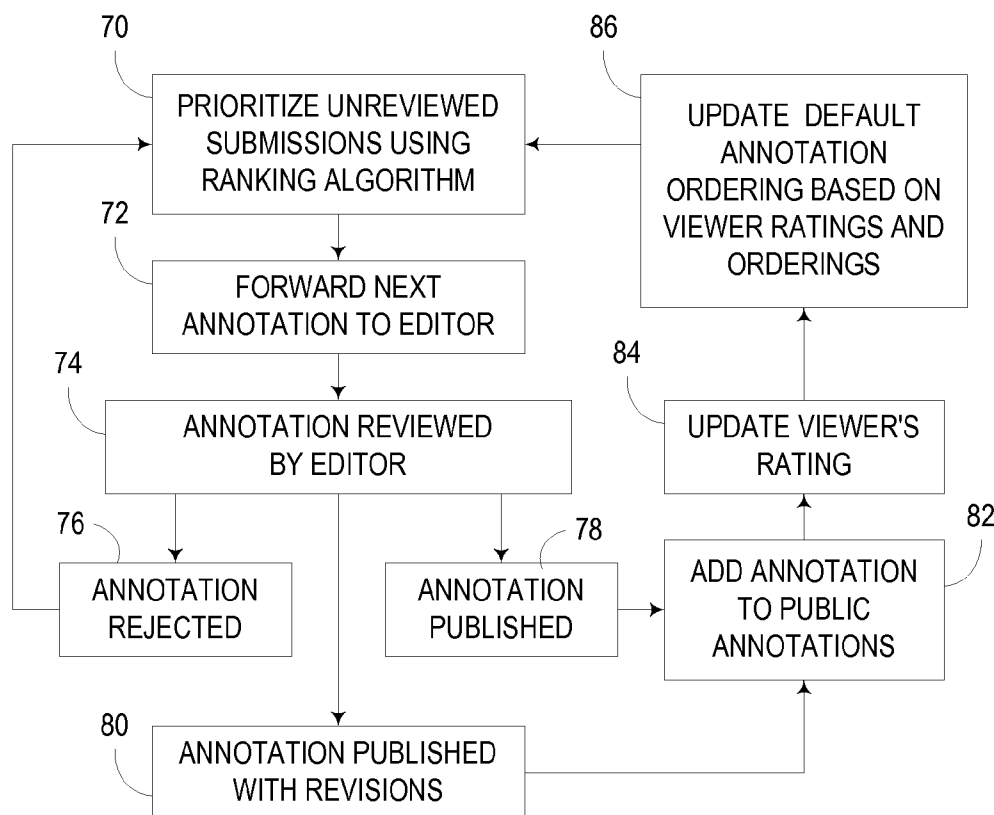 70
PRIORITIZE UNREVIEWED
SUBMISSIONS USING
RANKING ALGORITHM
72
FORWARD NEXT
ANNOTATION TO EDITOR
74
ANNOTATION REVIEWED
BY EDITOR
76
ANNOTATION
REJECTED
78
ANNOTATION
PUBLISHED
80
ANNOTATION PUBLISHED
WITH REVISIONS
82
ADD ANNOTATION
TO PUBLIC
ANNOTATIONS
84
UPDATE VIEWER'S
RATING
86
UPDATE DEFAULT
ANNOTATION
ORDERING BASED ON
VIEWER RATINGS AND
ORDERINGS